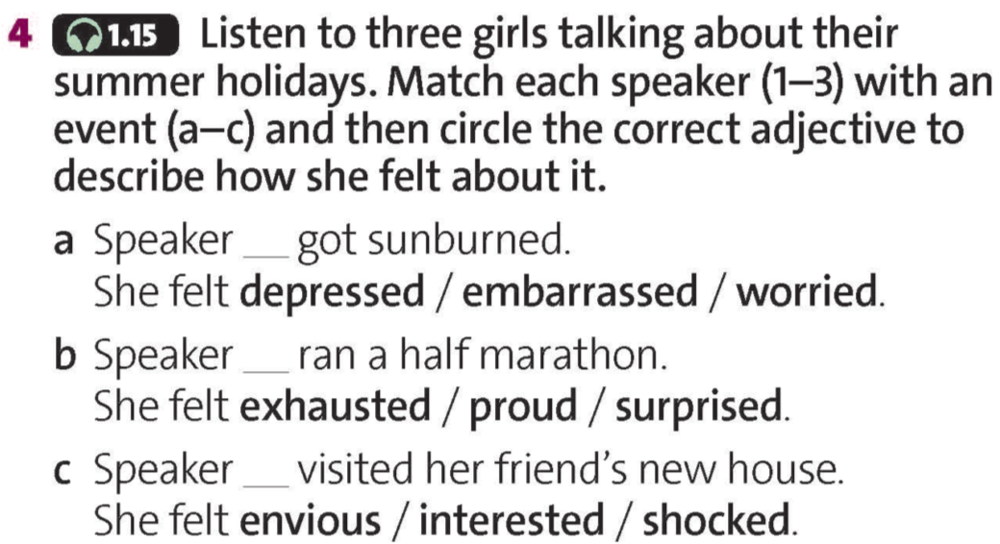 4 1.15 Listen to three girls talking about their
summer holidays. Match each speaker (1–3) with an
event (a–c) and then circle the correct adjective to
describe how she felt about it.
a Speaker __ got sunburned.
She felt depressed / embarrassed / worried.
b Speaker __ ran a half marathon.
She felt exhausted / proud / surprised.
c Speaker __ visited her friend’s new house.
She felt envious / interested / shocked.